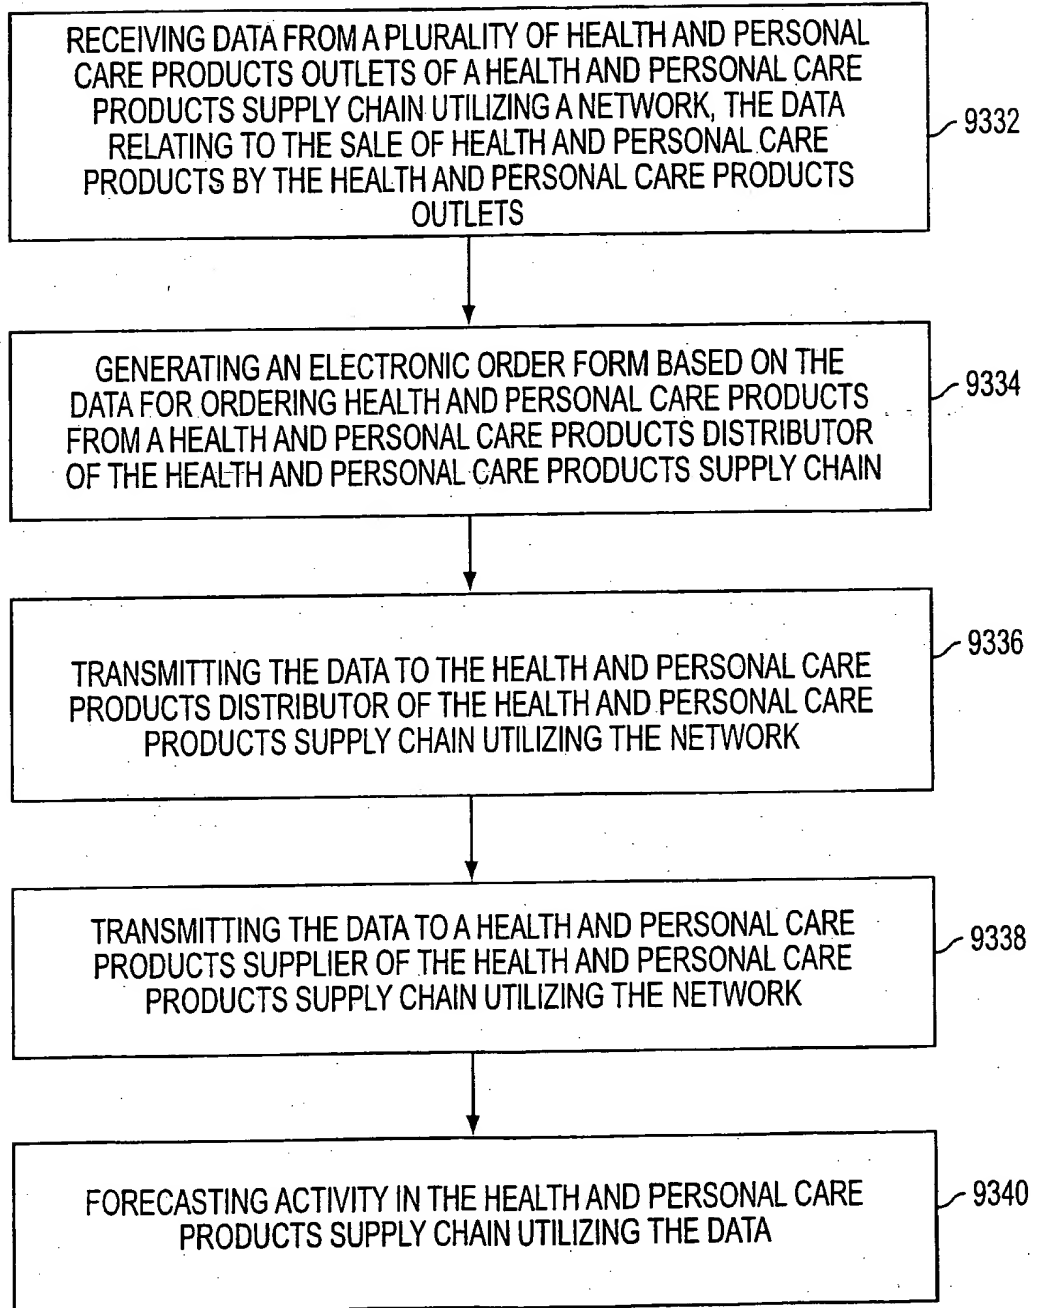 RECEIVING DATA FROM A PLURALITY OF HEALTH AND PERSONAL
CARE PRODUCTS OUTLETS OF A HEALTH AND PERSONAL CARE
PRODUCTS SUPPLY CHAIN UTILIZING A NETWORK, THE DATA
RELATING TO THE SALE OF HEALTH AND PERSONAL CARE
PRODUCTS BY THE HEALTH AND PERSONAL CARE PRODUCTS
OUTLETS
9332
GENERATING AN ELECTRONIC ORDER FORM BASED ON THE
DATA FOR ORDERING HEALTH AND PERSONAL CARE PRODUCTS
FROM A HEALTH AND PERSONAL CARE PRODUCTS DISTRIBUTOR
OF THE HEALTH AND PERSONAL CARE PRODUCTS SUPPLY CHAIN
9334
TRANSMITTING THE DATA TO THE HEALTH AND PERSONAL CARE
PRODUCTS DISTRIBUTOR OF THE HEALTH AND PERSONAL CARE
PRODUCTS SUPPLY CHAIN UTILIZING THE NETWORK
9336
TRANSMITTING THE DATA TO A HEALTH AND PERSONAL CARE
PRODUCTS SUPPLIER OF THE HEALTH AND PERSONAL CARE
PRODUCTS SUPPLY CHAIN UTILIZING THE NETWORK
9338
FORECASTING ACTIVITY IN THE HEALTH AND PERSONAL CARE
PRODUCTS SUPPLY CHAIN UTILIZING THE DATA
9340